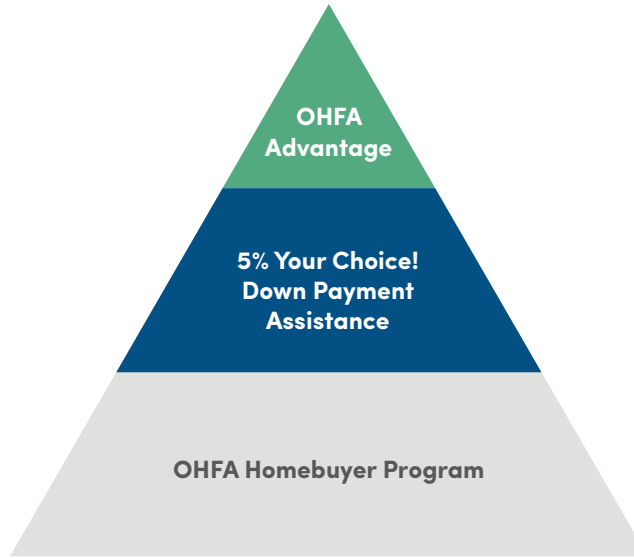 OHFA
Advantage
5% Your Choice!
Down Payment
Assistance
OHFA Homebuyer Program